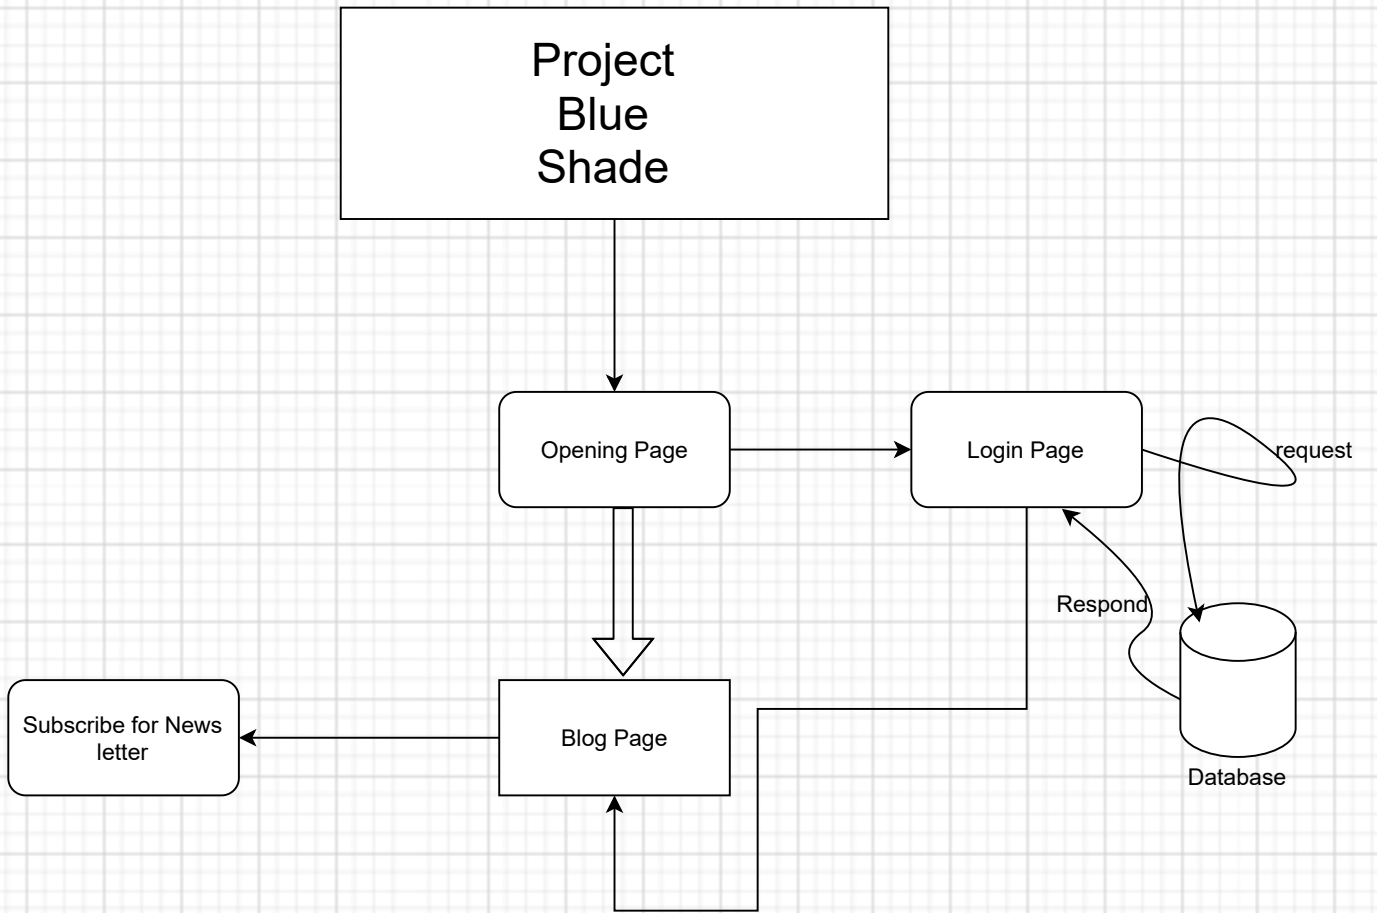 Project
Blue
Shade
Opening Page
Login Page
request
Respond
Subscribe for News
letter
Blog Page
Database